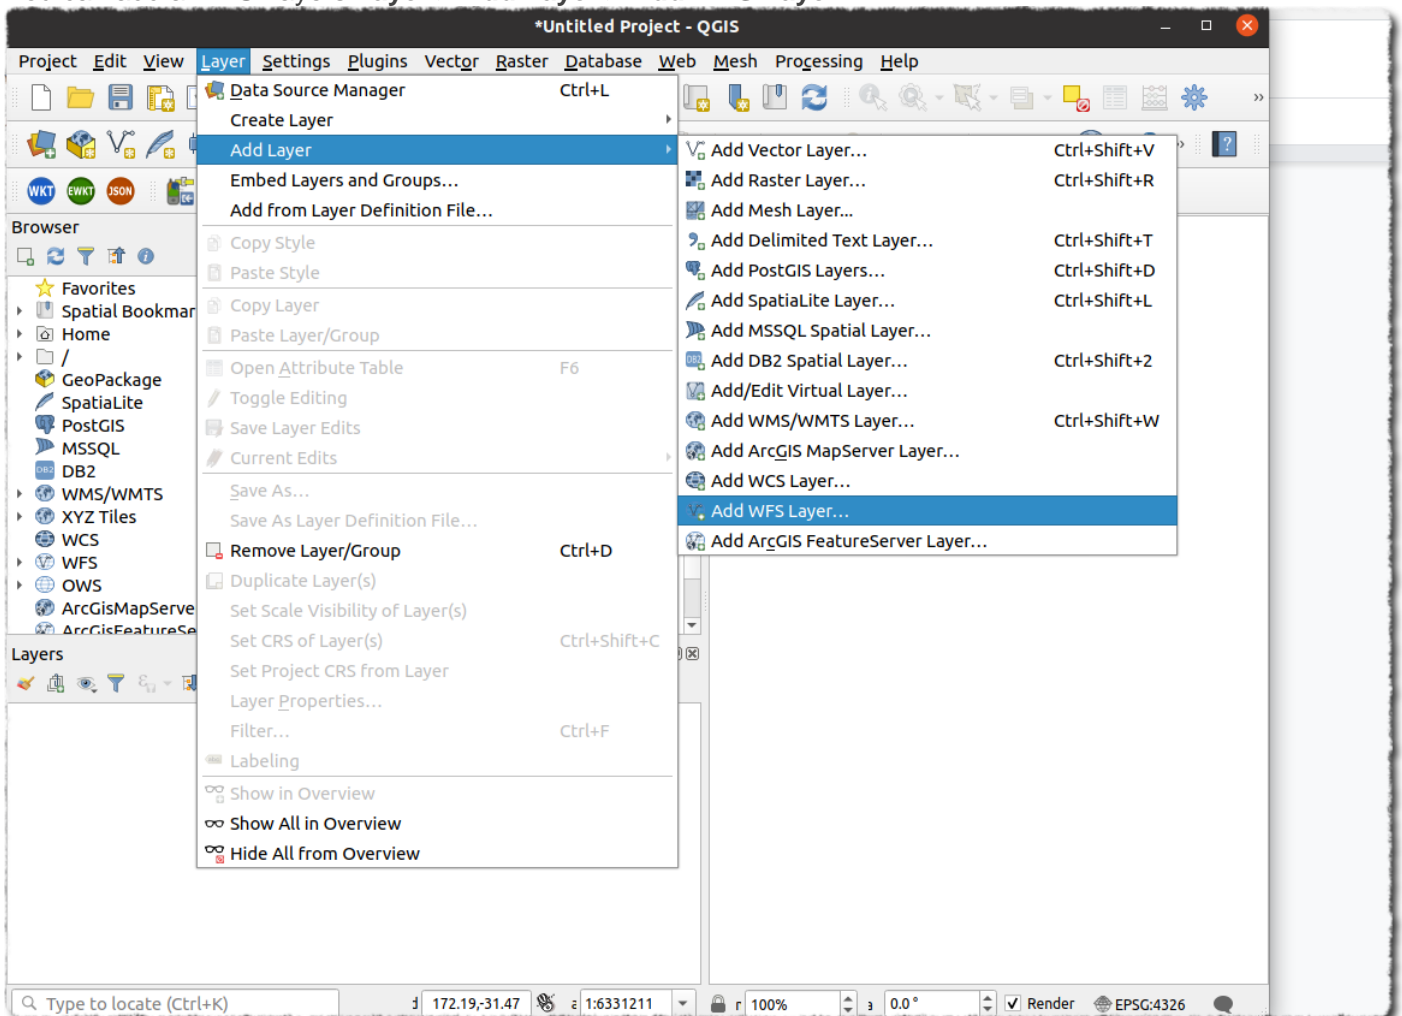 *Untitled Project - QGIS
Project Edit View Layer Settings Plugins Vector Raster Database Web Mesh Processing Help
Data Source Manager Ctrl+L
Create Layer
Add Layer
Embed Layers and Groups...
Add from Layer Definition File...
Copy Style
Paste Style
Copy Layer
Paste Layer/Group
Open Attribute Table F6
Toggle Editing
Save Layer Edits
Current Edits
Save As...
Save As Layer Definition File...
Remove Layer/Group Ctrl+D
Duplicate Layer(s)
Set Scale Visibility of Layer(s)
Set CRS of Layer(s) Ctrl+Shift+C
Set Project CRS from Layer
Layer Properties...
Filter... Ctrl+F
Labeling
Show in Overview
Show All in Overview
Hide All from Overview
Add Vector Layer... Ctrl+Shift+V
Add Raster Layer... Ctrl+Shift+R
Add Mesh Layer...
Add Delimited Text Layer... Ctrl+Shift+T
Add PostGIS Layers... Ctrl+Shift+D
Add SpatiaLite Layer... Ctrl+Shift+L
Add MSSQL Spatial Layer...
DB2 Add DB2 Spatial Layer... Ctrl+Shift+2
Add/Edit Virtual Layer...
Add WMS/WMTS Layer... Ctrl+Shift+W
Add ArcGIS MapServer Layer...
Add WCS Layer...
Add WFS Layer...
Add ArcGIS FeatureServer Layer...
WKT EWKT JSON
Browser
Favorites
Spatial Bookmar
Home
/
GeoPackage
SpatiaLite
PostGIS
MSSQL
DB2 DB2
WMS/WMTS
XYZ Tiles
WCS
WFS
OWS
ArcGisMapServe
ArcGisFeatureSe
Layers
Type to locate (Ctrl+K) 172.19,-31.47 1:6331211 100% 0.0 ° Render EPSG:4326